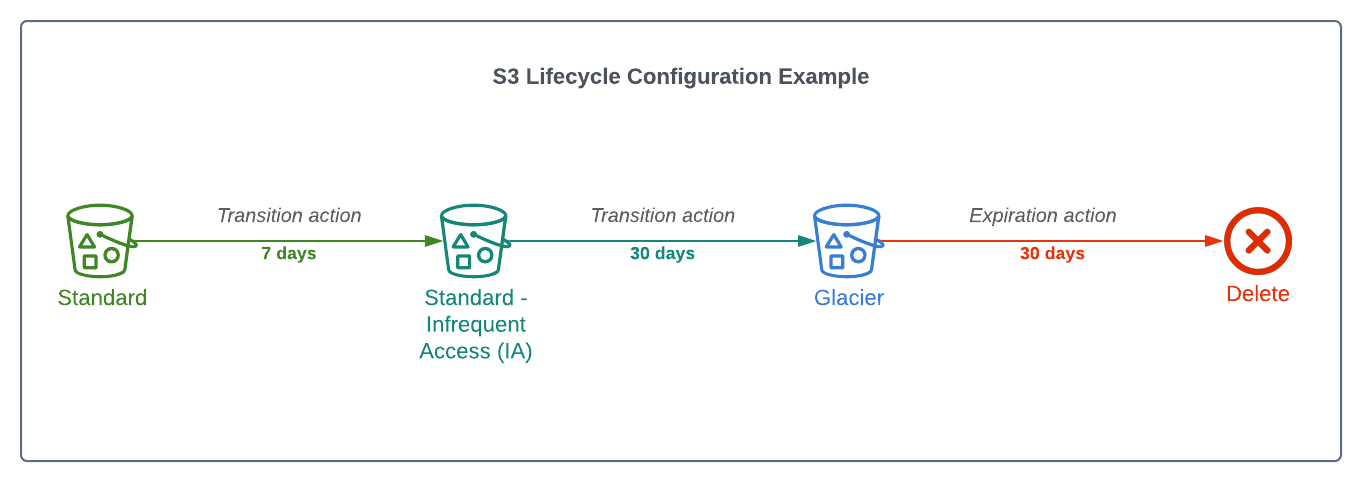 S3 Lifecycle Configuration Example
Transition action
7 days
Transition action
30 days
Expiration action
30 days
Standard
Standard -
Infrequent
Access (IA)
Glacier
Delete